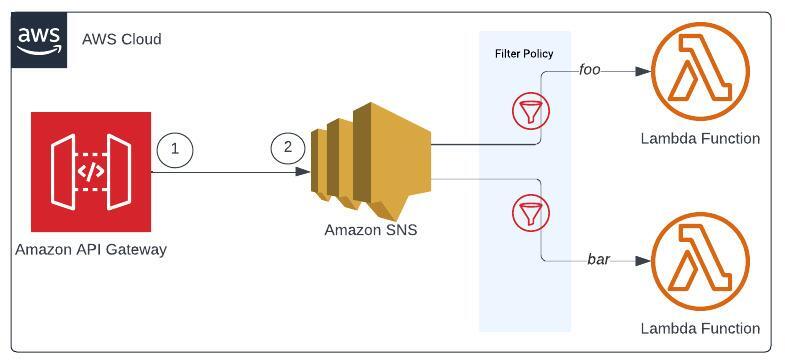 aws
AWS Cloud
Filter Policy
foo
Lambda Function
1
2
</>
Amazon API Gateway
Amazon SNS
bar
Lambda Function